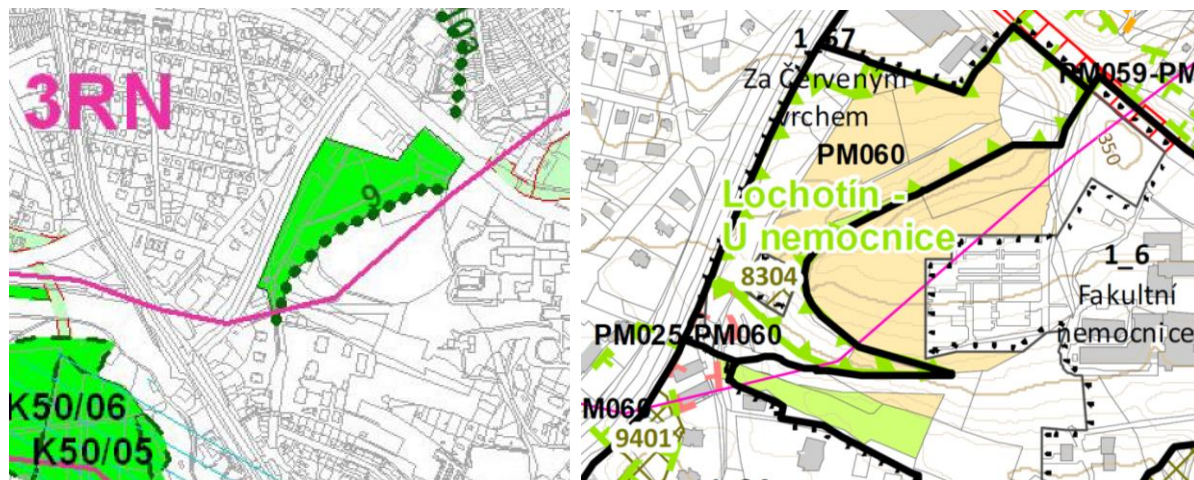 3RN
9
K50/06
K50/05
1_67
Za Červeným
vrchem
PM059-PM
PM060
350
Lochotín -
U nemocnice
8304
1_6
Fakultní
nemocnice
PM025-PM060
M060
9401